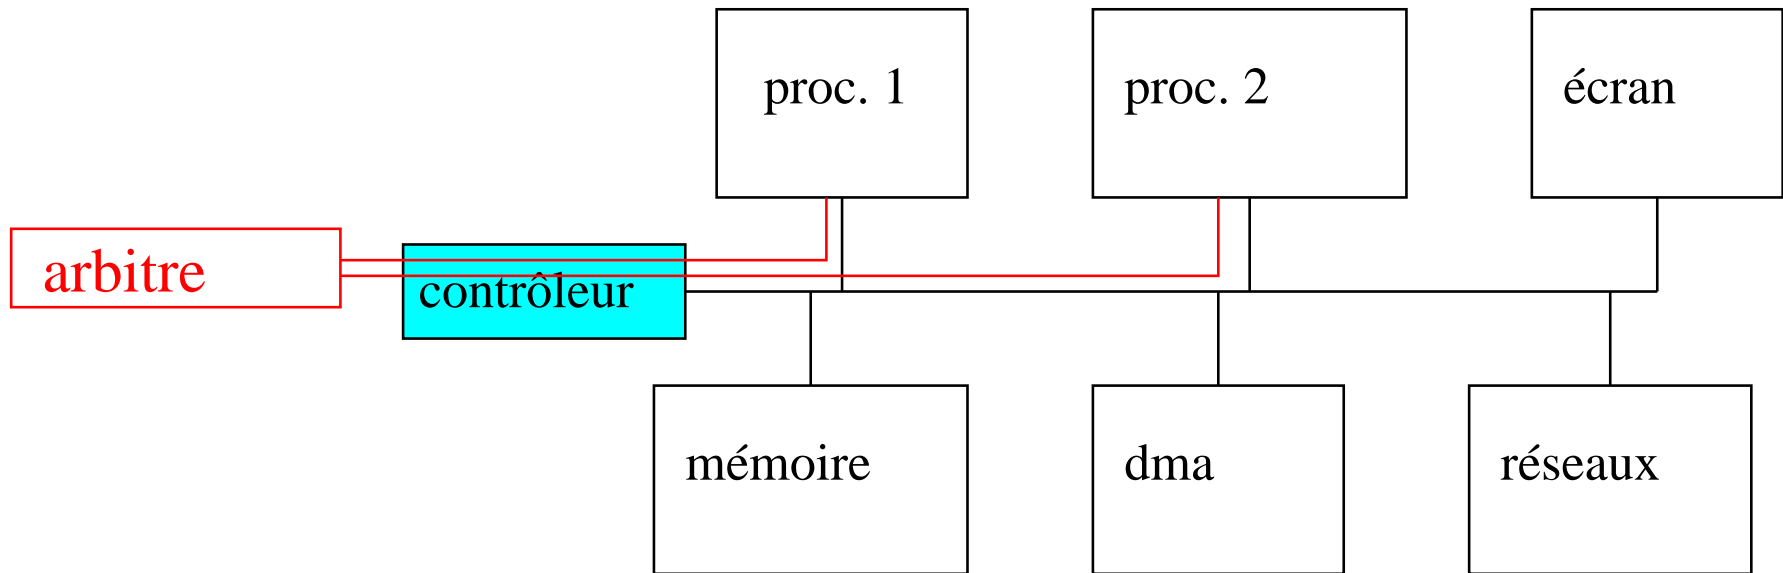 proc. 1
proc. 2
écran
arbitre
contrôleur
mémoire
dma
réseaux